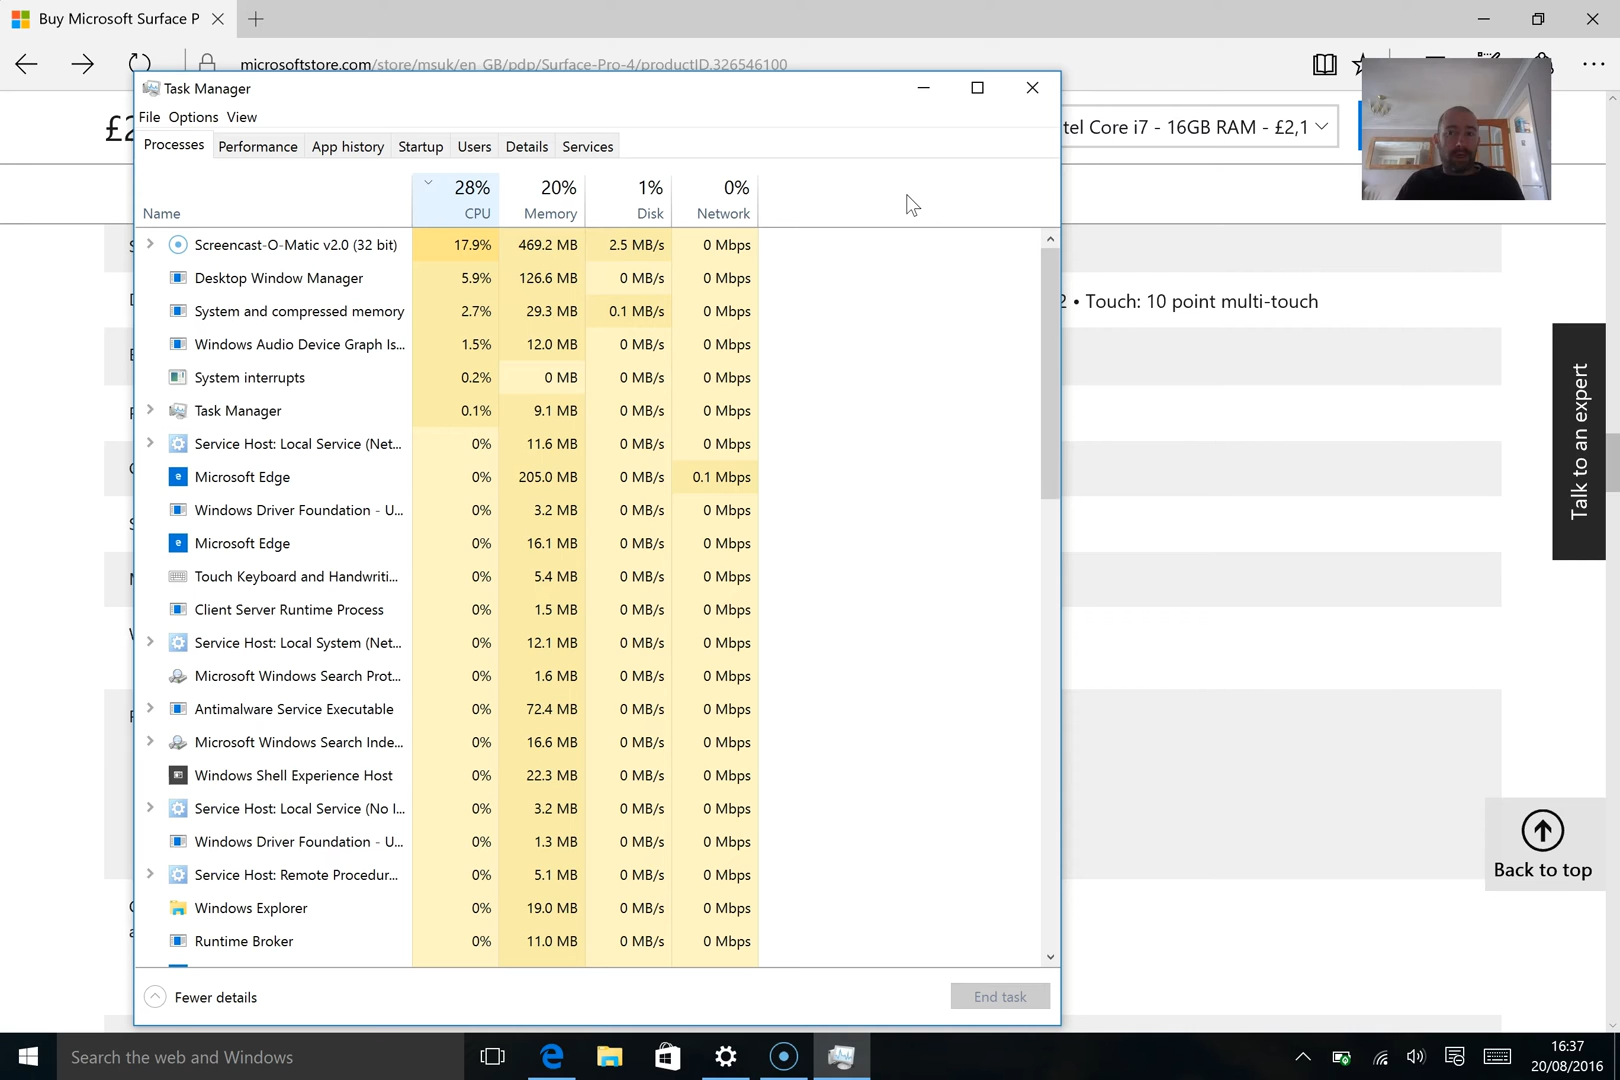 Buy Microsoft Surface P
microsoftstore.com/store/msuk/en_GB/pdp/Surface-Pro-4/productID.326546100
Task Manager
File Options View
Processes Performance App history Startup Users Details Services
tel Core i7 - 16GB RAM - £2,1
28% 20% 1% 0%
Name CPU Memory Disk Network
Screencast-O-Matic v2.0 (32 bit) 17.9% 469.2 MB 2.5 MB/s 0 Mbps
Desktop Window Manager 5.9% 126.6 MB 0 MB/s 0 Mbps
System and compressed memory 2.7% 29.3 MB 0.1 MB/s 0 Mbps
2 • Touch: 10 point multi-touch
Windows Audio Device Graph Is... 1.5% 12.0 MB 0 MB/s 0 Mbps
System interrupts 0.2% 0 MB 0 MB/s 0 Mbps
Task Manager 0.1% 9.1 MB 0 MB/s 0 Mbps
Service Host: Local Service (Net... 0% 11.6 MB 0 MB/s 0 Mbps
Microsoft Edge 0% 205.0 MB 0 MB/s 0.1 Mbps
Windows Driver Foundation - U... 0% 3.2 MB 0 MB/s 0 Mbps
Microsoft Edge 0% 16.1 MB 0 MB/s 0 Mbps
Touch Keyboard and Handwriti... 0% 5.4 MB 0 MB/s 0 Mbps
Client Server Runtime Process 0% 1.5 MB 0 MB/s 0 Mbps
Service Host: Local System (Net... 0% 12.1 MB 0 MB/s 0 Mbps
Microsoft Windows Search Prot... 0% 1.6 MB 0 MB/s 0 Mbps
Antimalware Service Executable 0% 72.4 MB 0 MB/s 0 Mbps
Microsoft Windows Search Inde... 0% 16.6 MB 0 MB/s 0 Mbps
Windows Shell Experience Host 0% 22.3 MB 0 MB/s 0 Mbps
Service Host: Local Service (No I... 0% 3.2 MB 0 MB/s 0 Mbps
Windows Driver Foundation - U... 0% 1.3 MB 0 MB/s 0 Mbps
Service Host: Remote Procedur... 0% 5.1 MB 0 MB/s 0 Mbps
Windows Explorer 0% 19.0 MB 0 MB/s 0 Mbps
Runtime Broker 0% 11.0 MB 0 MB/s 0 Mbps
Fewer details
End task
Talk to an expert
Back to top
Search the web and Windows
16:37
20/08/2016